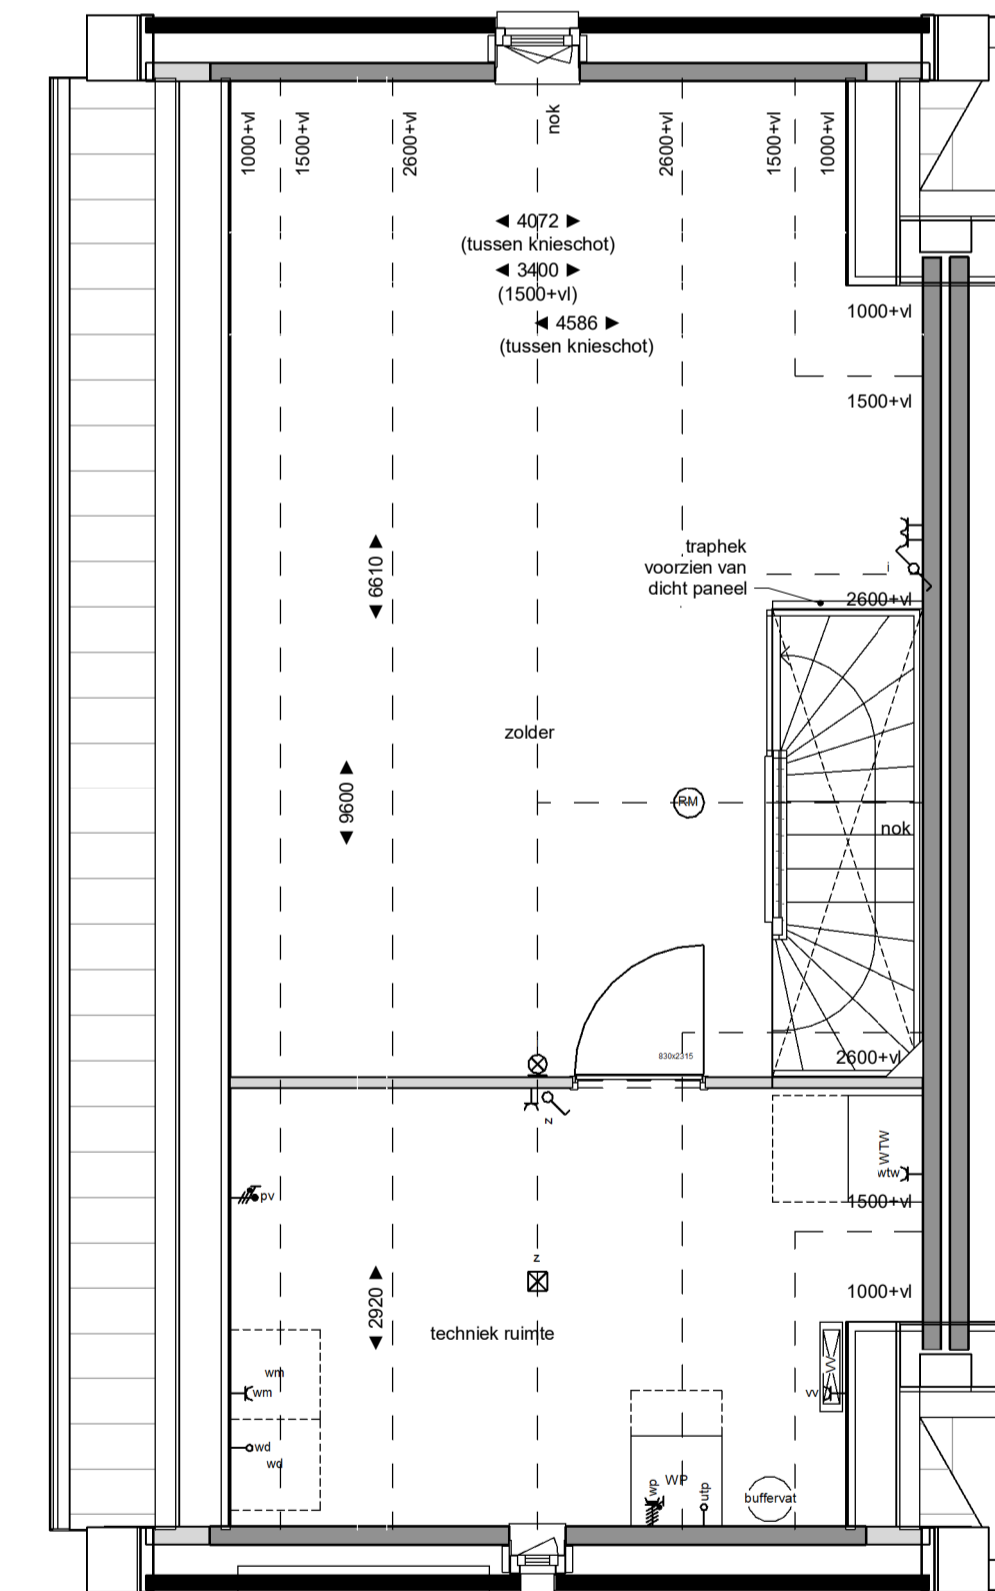 1000+vl
1500+vl
2600+vl
nok
2600+vl
1500+vl
1000+vl
4072
(tussen knieschot)
3400
(1500+vl)
4586
(tussen knieschot)
1000+vl
1500+vl
6610
traphek
voorzien van
dicht paneel
i
2600+vl
zolder
9600
RM
nok
830x2315
2600+vl
z
WTW
wtw
pv
1500+vl
z
2920
1000+vl
techniek ruimte
wm
wm
VV
vv
wd
wd
wp
WP
utp
buffervat